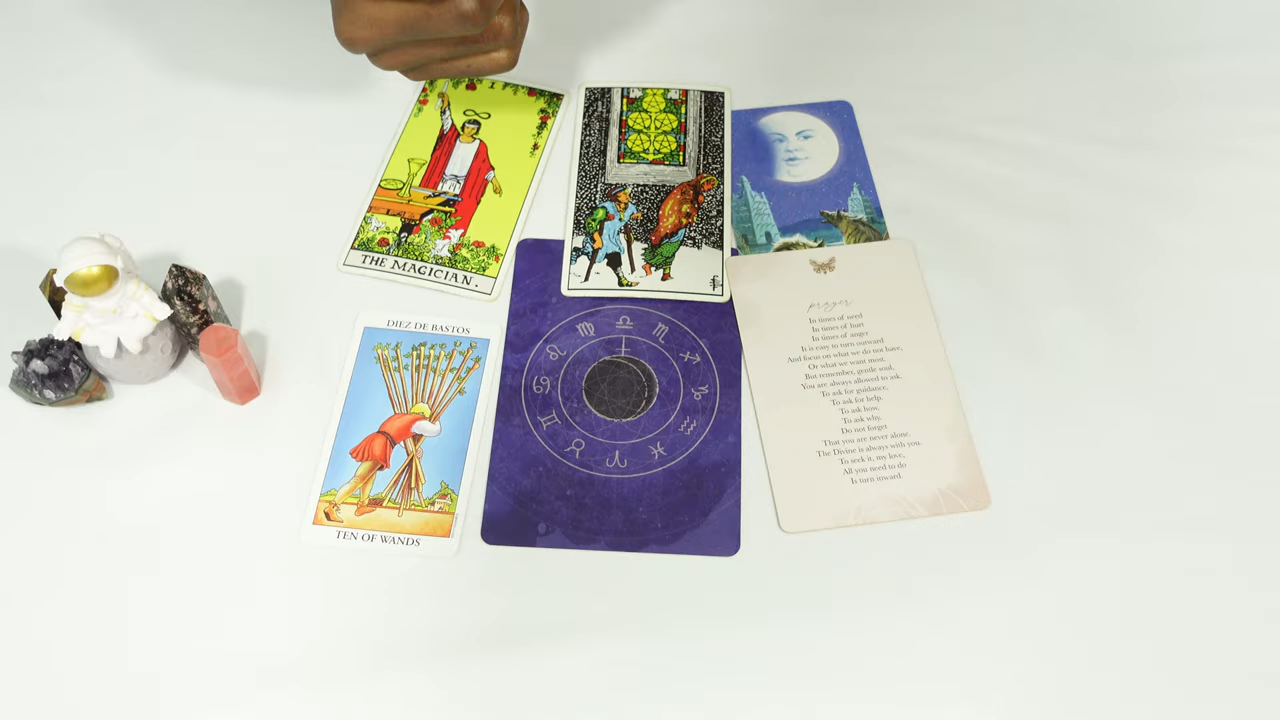 I
THE MAGICIAN.
DIEZ DE BASTOS
TEN OF WANDS
prayer
In times of need
In times of hurt
In times of anger
It is easy to turn outward
And focus on what we do not have,
Or what we want most.
But remember, gentle soul,
You are always allowed to ask,
To ask for guidance,
To ask for help.
To ask how,
To ask why,
Do not forget
That you are never alone.
The Divine is always with you.
To seek it, my love,
All you need to do
Is turn inward.